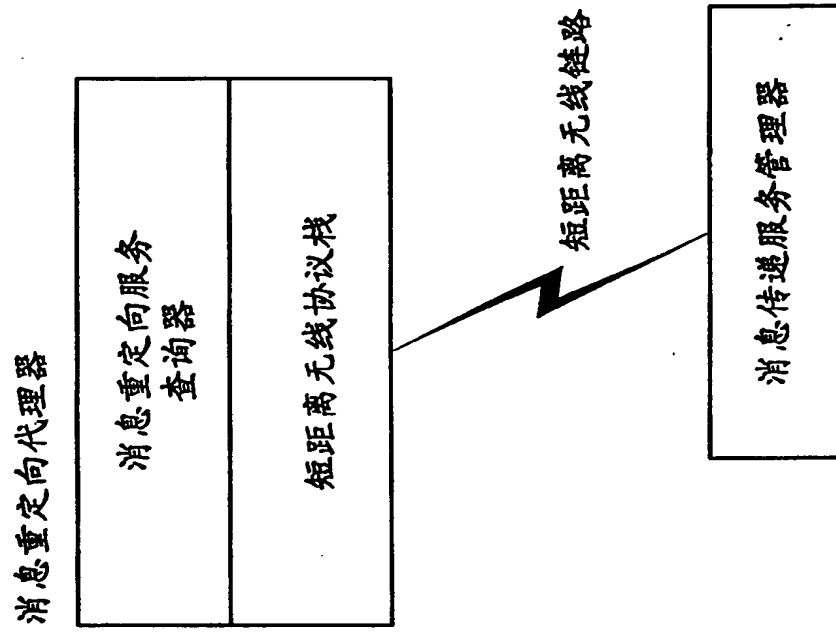 消息重定向代理器
消息重定向服务
查询器
短距离无线协议栈
短距离无线链路
消息传递服务管理器